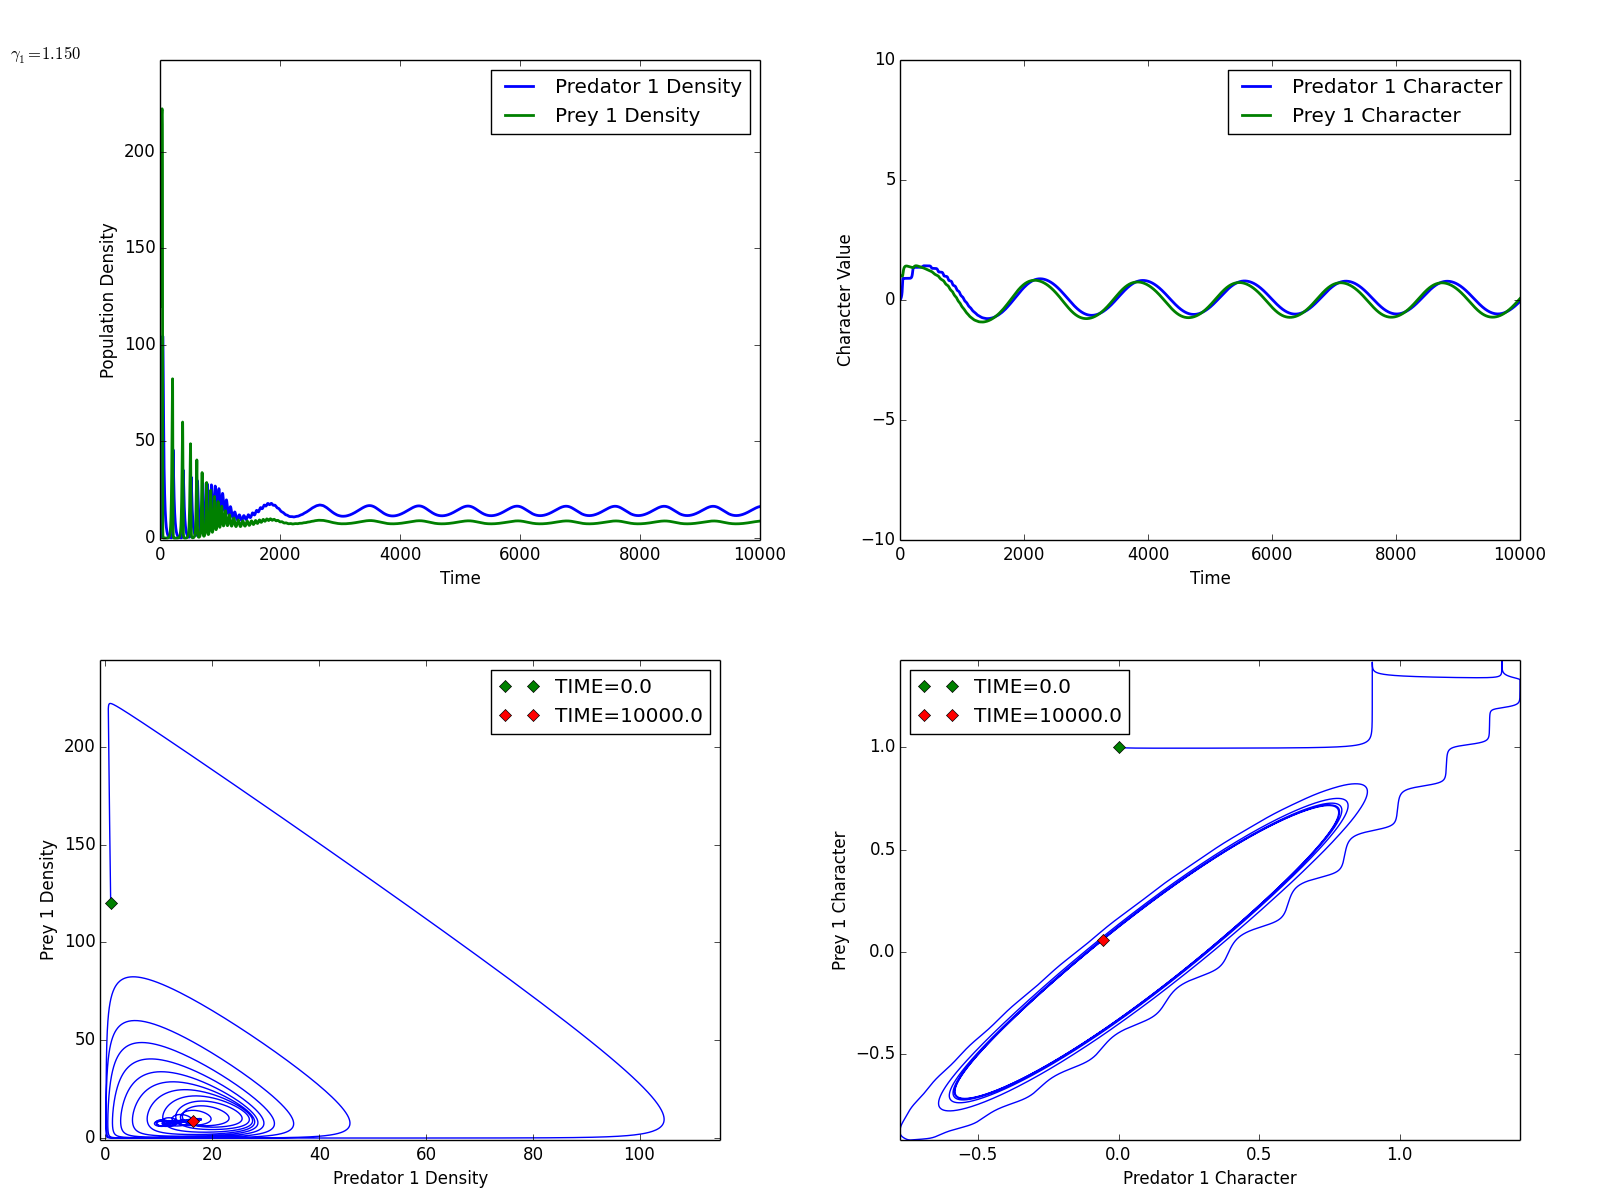 γ₁=1.150
Predator 1 Density
Prey 1 Density
200
150
100
50
0
Population Density
0 2000 4000 6000 8000 10000
Time
Predator 1 Character
Prey 1 Character
10
5
0
−5
−10
Character Value
0 2000 4000 6000 8000 10000
Time
TIME=0.0
TIME=10000.0
200
150
100
50
0
Prey 1 Density
0 20 40 60 80 100
Predator 1 Density
TIME=0.0
TIME=10000.0
1.0
0.5
0.0
−0.5
Prey 1 Character
−0.5 0.0 0.5 1.0
Predator 1 Character